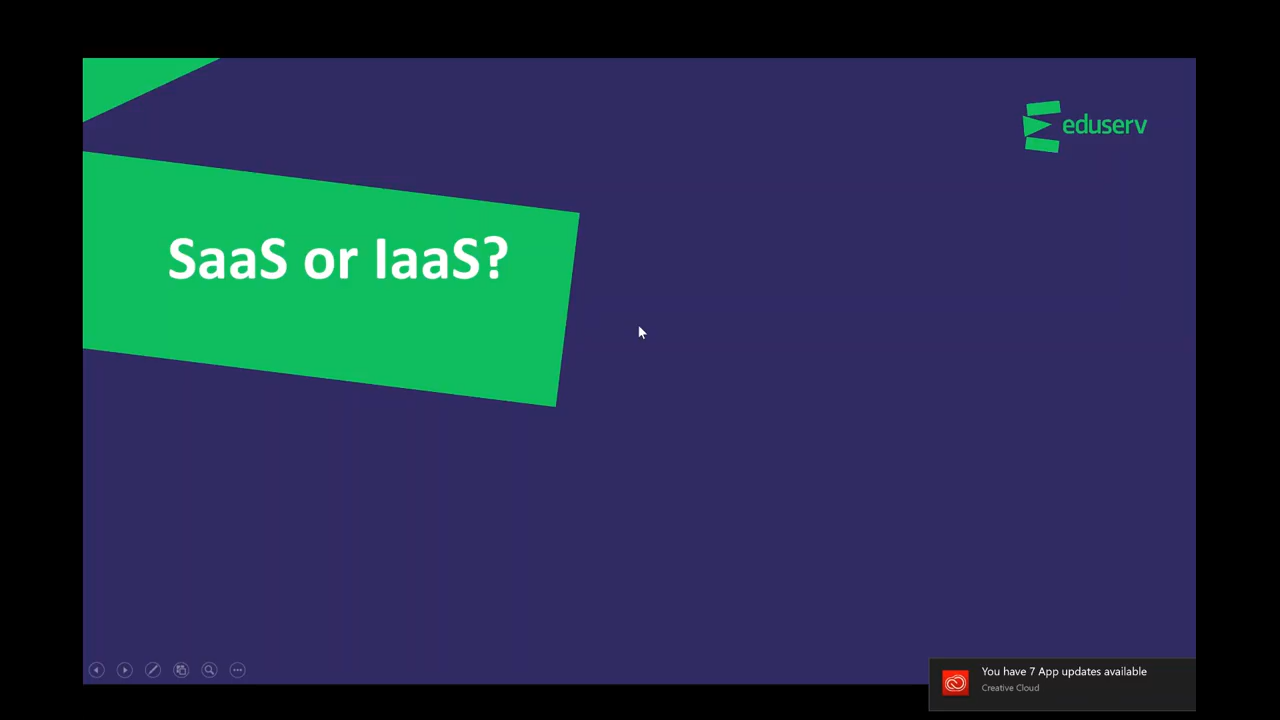 eduserv
SaaS or IaaS?
You have 7 App updates available
Creative Cloud